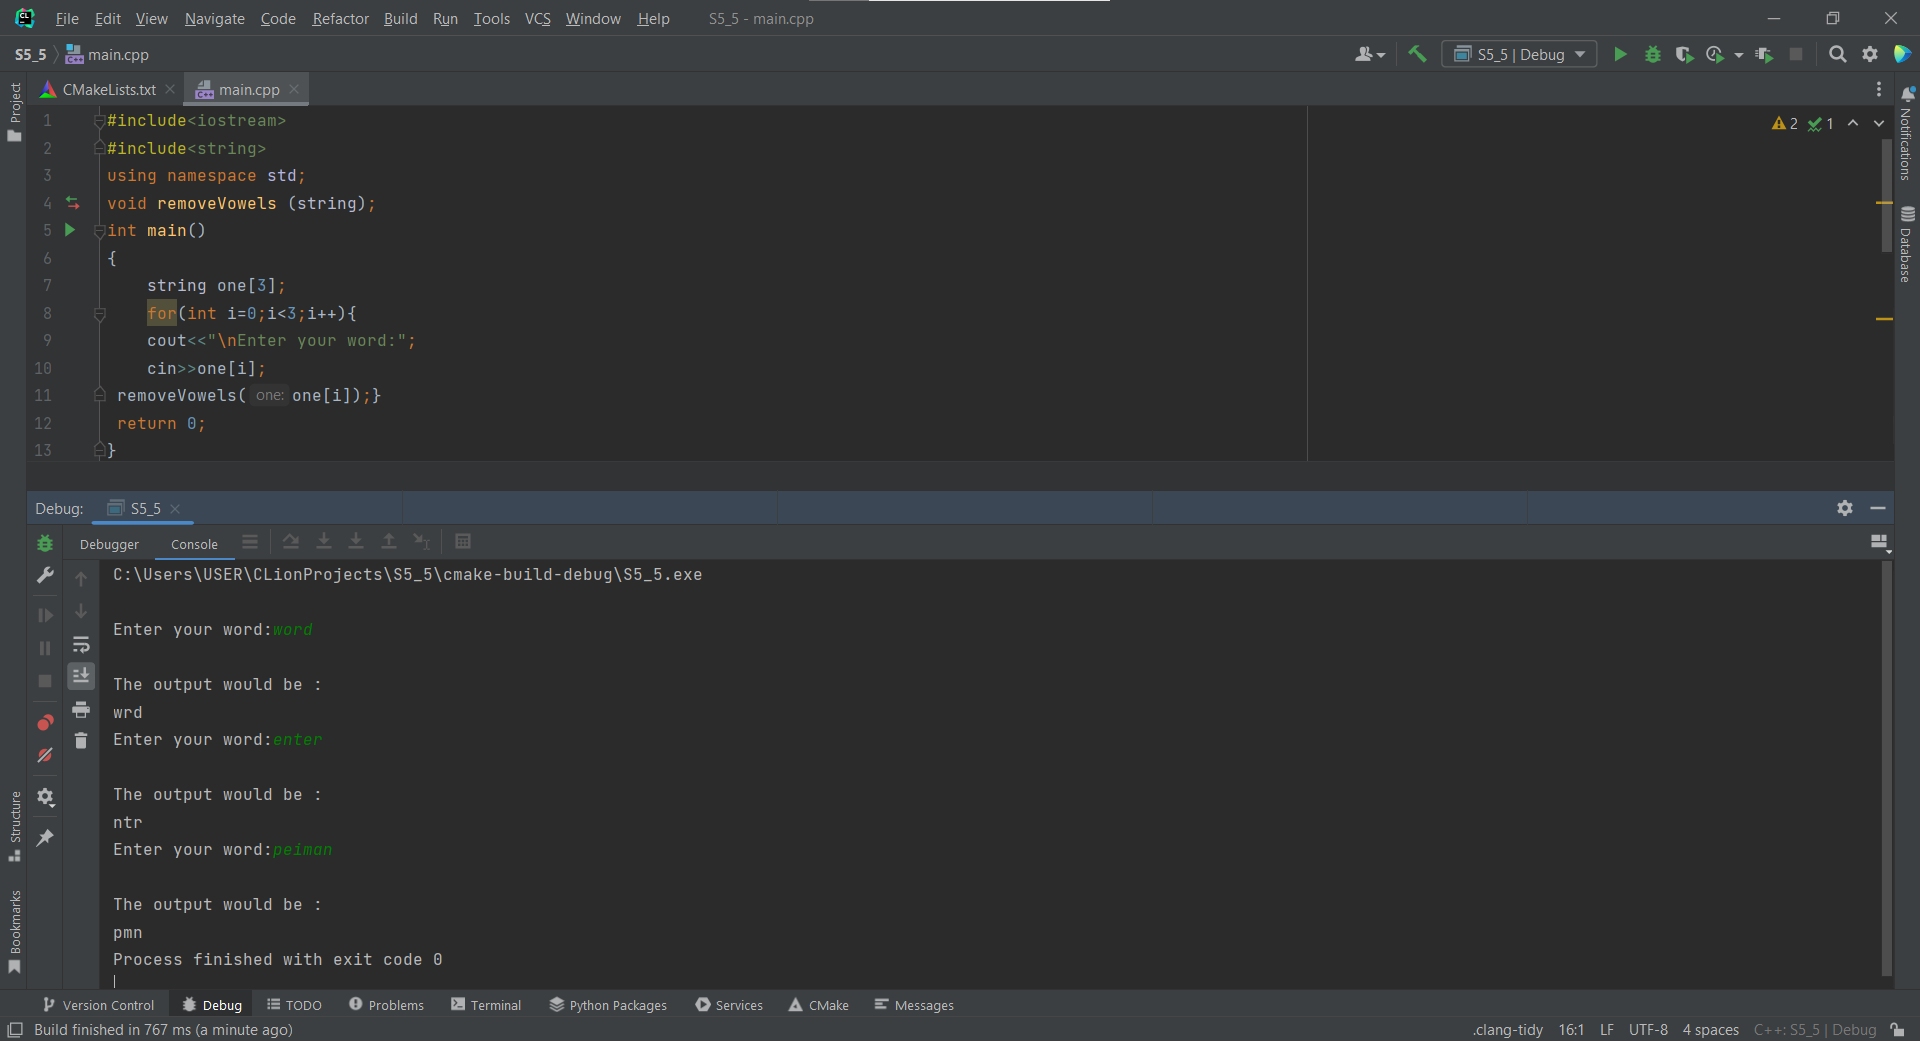 File Edit View Navigate Code Refactor Build Run Tools VCS Window Help S5_5 - main.cpp
S5_5 main.cpp S5_5 | Debug
Project
CMakeLists.txt main.cpp
Notifications
Database
2 1
1 #include<iostream>
2 #include<string>
3 using namespace std;
4 void removeVowels (string);
5 int main()
6 {
7 string one[3];
8 for(int i=0;i<3;i++){
9 cout<<"\nEnter your word:";
10 cin>>one[i];
11 removeVowels( one: one[i]);}
12 return 0;
13 }
Debug: S5_5
Debugger Console
C:\Users\USER\CLionProjects\S5_5\cmake-build-debug\S5_5.exe
Enter your word:word
The output would be :
wrd
Enter your word:enter
The output would be :
ntr
Enter your word:peiman
The output would be :
pmn
Process finished with exit code 0
Structure
Bookmarks
Version Control Debug TODO Problems Terminal Python Packages Services CMake Messages
Build finished in 767 ms (a minute ago) .clang-tidy 16:1 LF UTF-8 4 spaces C++: S5_5 | Debug